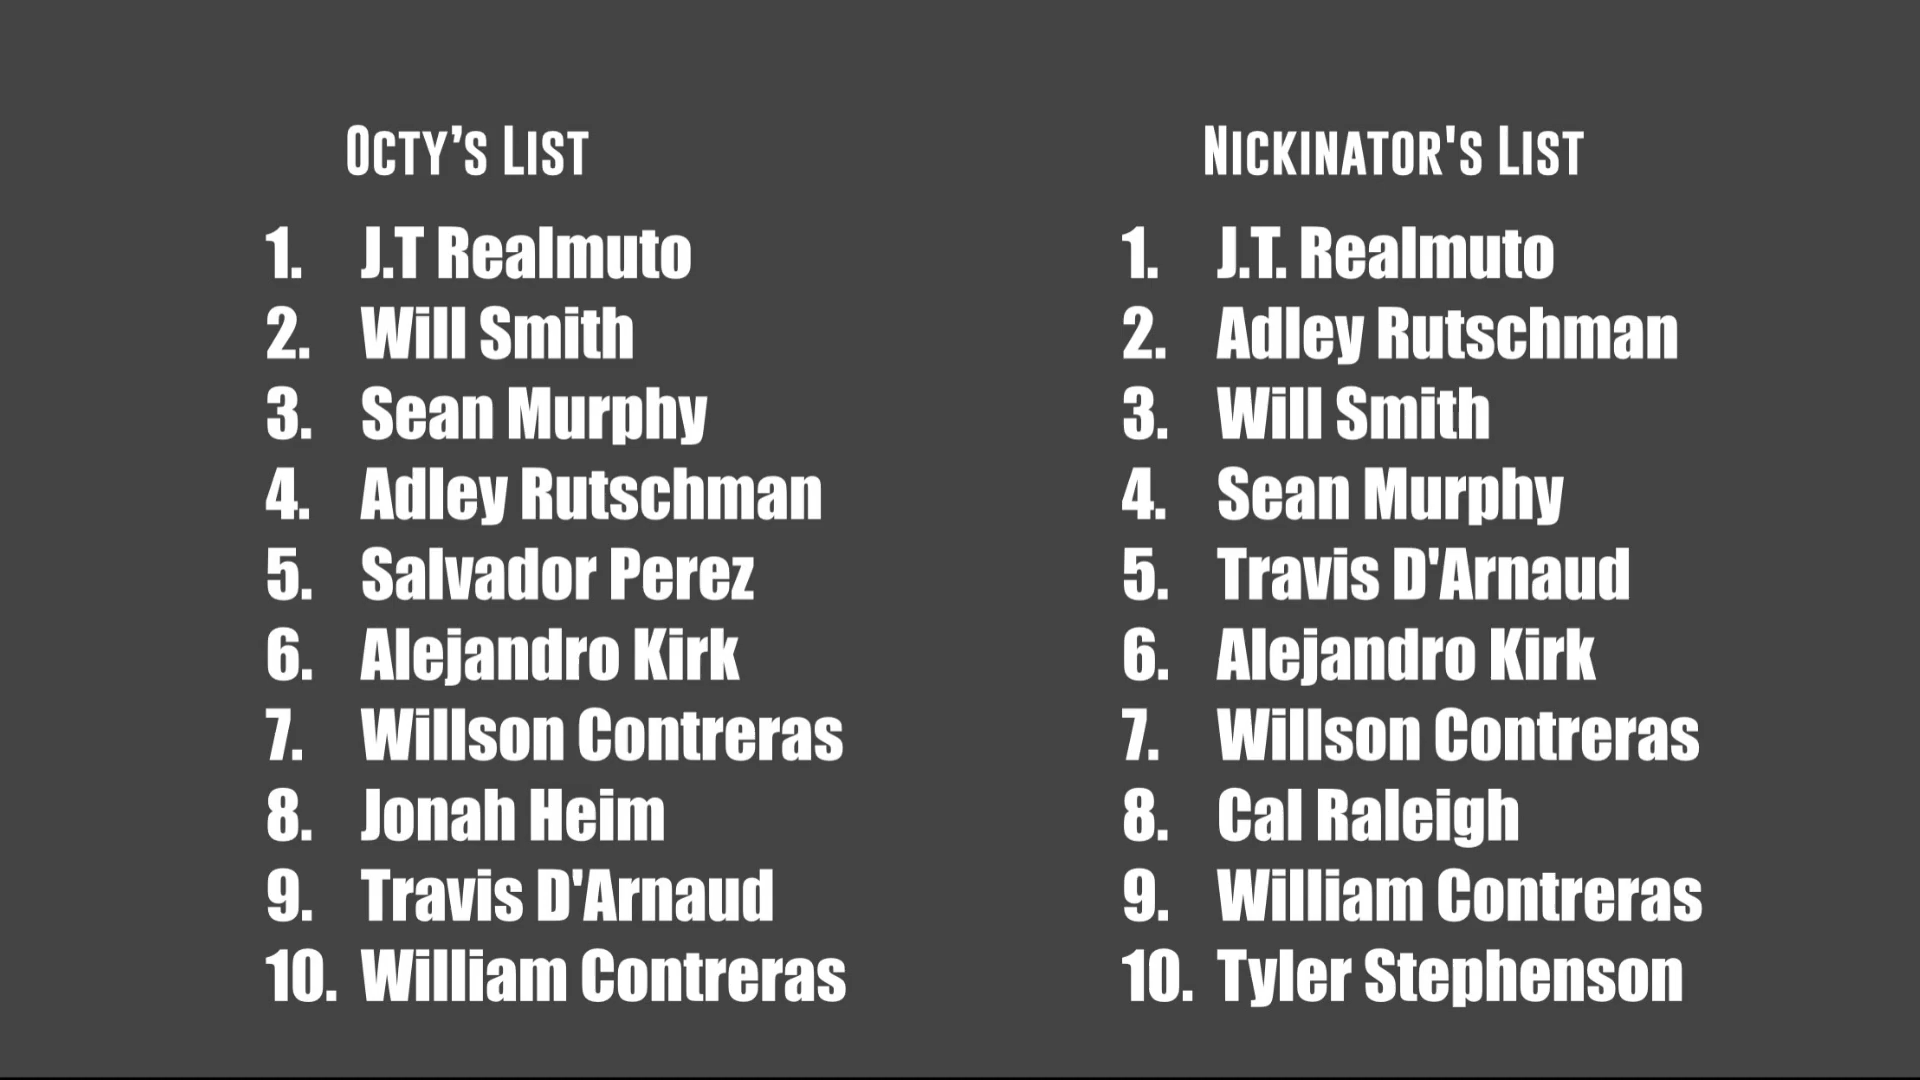 Octy's List
1. J.T Realmuto
2. Will Smith
3. Sean Murphy
4. Adley Rutschman
5. Salvador Perez
6. Alejandro Kirk
7. Willson Contreras
8. Jonah Heim
9. Travis D'Arnaud
10. William Contreras
Nickinator's List
1. J.T. Realmuto
2. Adley Rutschman
3. Will Smith
4. Sean Murphy
5. Travis D'Arnaud
6. Alejandro Kirk
7. Willson Contreras
8. Cal Raleigh
9. William Contreras
10. Tyler Stephenson